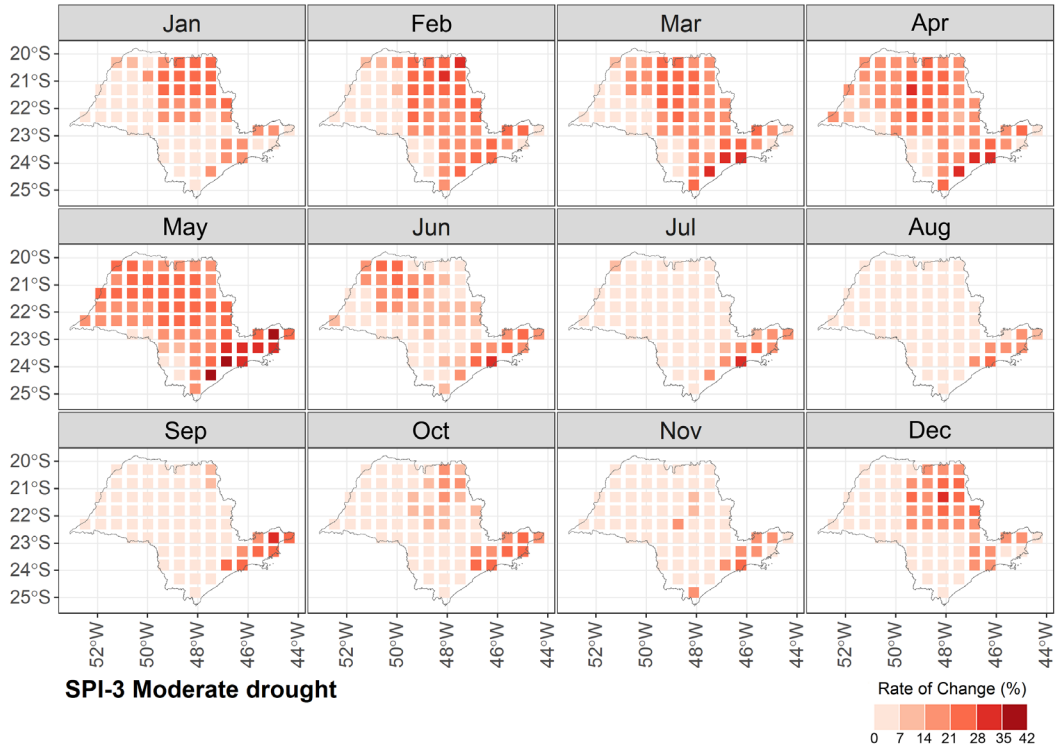 Jan Feb Mar Apr
20°S
21°S
22°S
23°S
24°S
25°S
May Jun Jul Aug
20°S
21°S
22°S
23°S
24°S
25°S
Sep Oct Nov Dec
20°S
21°S
22°S
23°S
24°S
25°S
52°W 50°W 48°W 46°W 44°W 52°W 50°W 48°W 46°W 44°W 52°W 50°W 48°W 46°W 44°W 52°W 50°W 48°W 46°W 44°W
SPI-3 Moderate drought
Rate of Change (%)
0 7 14 21 28 35 42